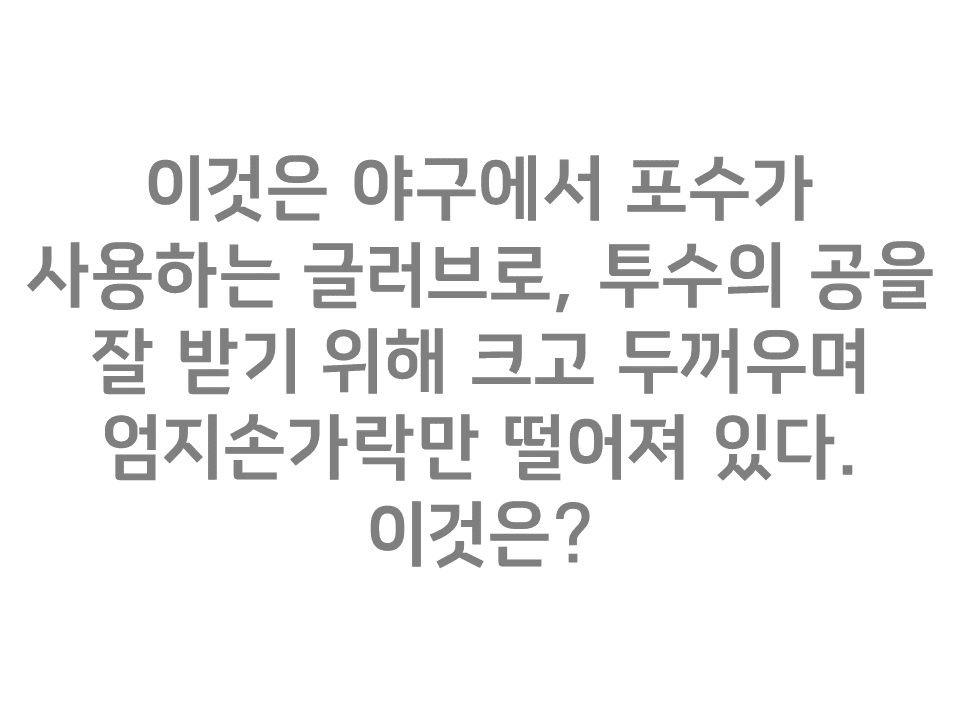 이것은 야구에서 포수가
사용하는 글러브로, 투수의 공을
잘 받기 위해 크고 두꺼우며
엄지손가락만 떨어져 있다.
이것은?